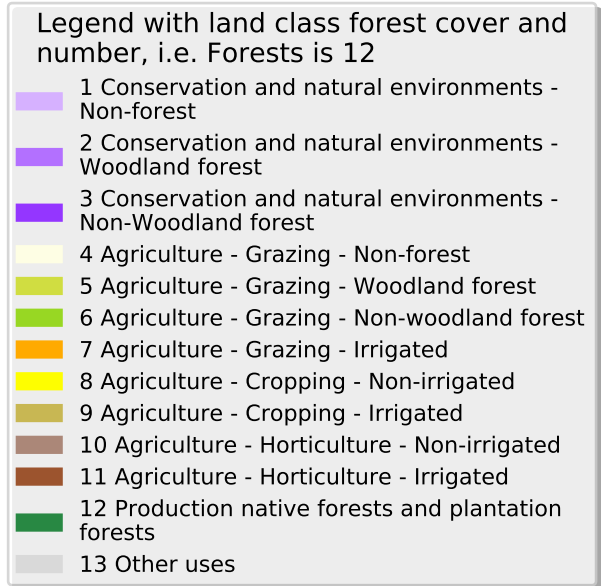 Legend with land class forest cover and
number, i.e. Forests is 12
1 Conservation and natural environments -
Non-forest
2 Conservation and natural environments -
Woodland forest
3 Conservation and natural environments -
Non-Woodland forest
4 Agriculture - Grazing - Non-forest
5 Agriculture - Grazing - Woodland forest
6 Agriculture - Grazing - Non-woodland forest
7 Agriculture - Grazing - Irrigated
8 Agriculture - Cropping - Non-irrigated
9 Agriculture - Cropping - Irrigated
10 Agriculture - Horticulture - Non-irrigated
11 Agriculture - Horticulture - Irrigated
12 Production native forests and plantation
forests
13 Other uses